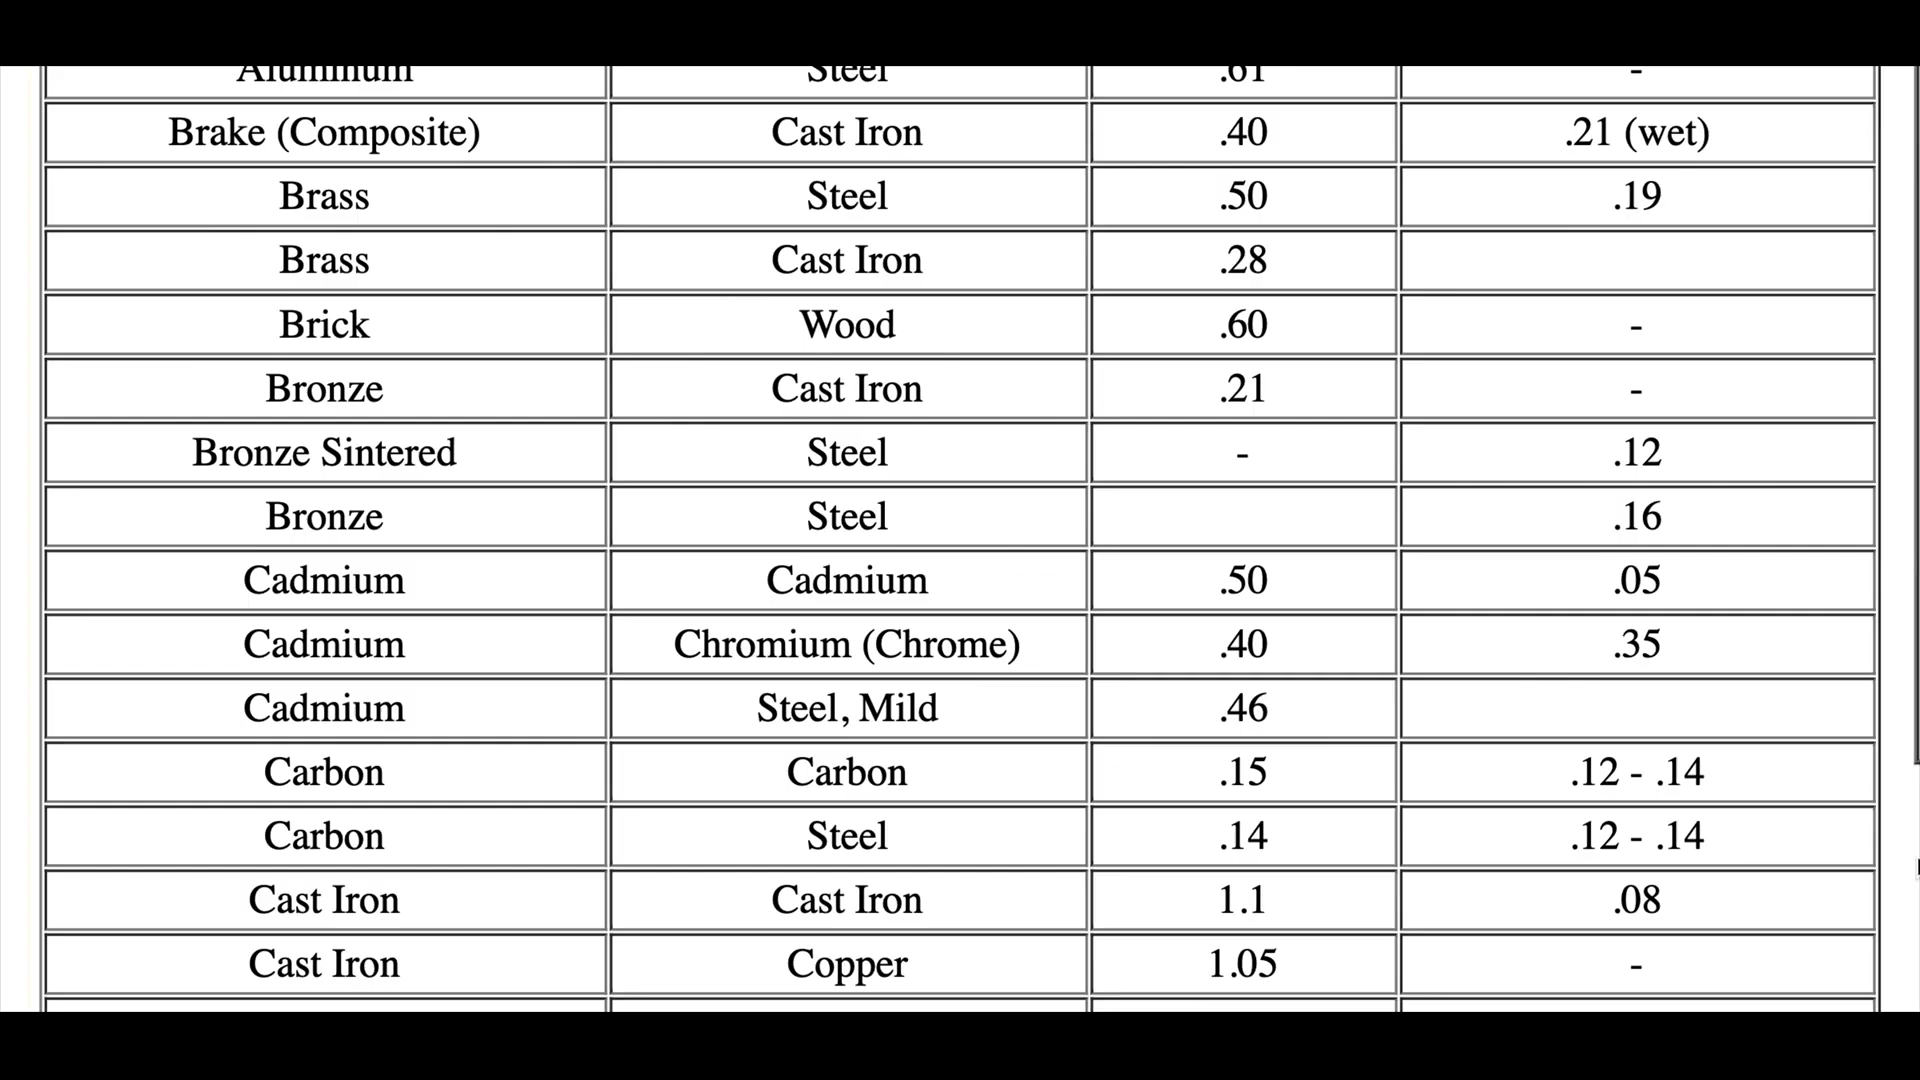 Aluminum Steel .61 -
Brake (Composite) Cast Iron .40 .21 (wet)
Brass Steel .50 .19
Brass Cast Iron .28
Brick Wood .60 -
Bronze Cast Iron .21 -
Bronze Sintered Steel - .12
Bronze Steel .16
Cadmium Cadmium .50 .05
Cadmium Chromium (Chrome) .40 .35
Cadmium Steel, Mild .46
Carbon Carbon .15 .12 - .14
Carbon Steel .14 .12 - .14
Cast Iron Cast Iron 1.1 .08
Cast Iron Copper 1.05 -